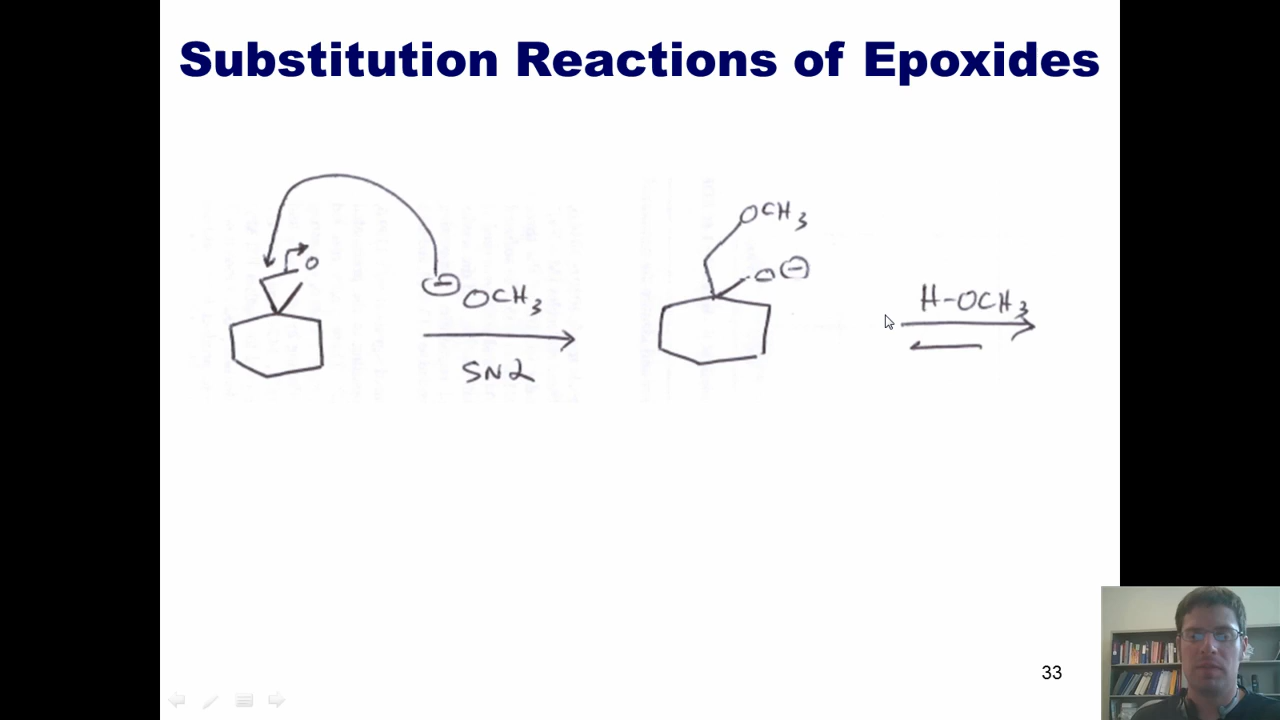 Substitution Reactions of Epoxides
O
⊖OCH3
SN2
OCH3
O⊖
H-OCH3
33